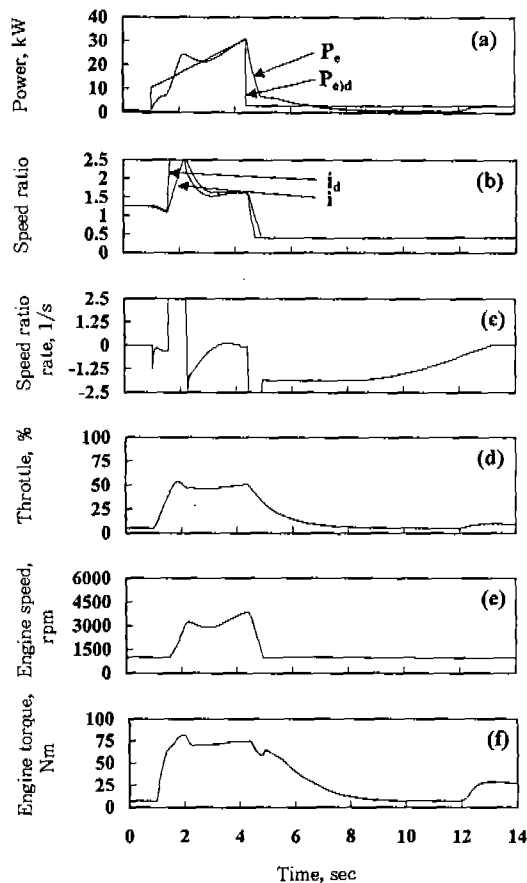 Power, kW
40
30
20
10
0
(a)
Pe
Pe)d
Speed ratio
2.5
2
1.5
1
0.5
0
(b)
id
i
Speed ratio
rate, 1/s
2.5
1.25
0
-1.25
-2.5
(c)
Throttle, %
100
75
50
25
0
(d)
Engine speed,
rpm
6000
4500
3000
1500
0
(e)
Engine torque,
Nm
100
75
50
25
0
(f)
0 2 4 6 8 10 12 14
Time, sec